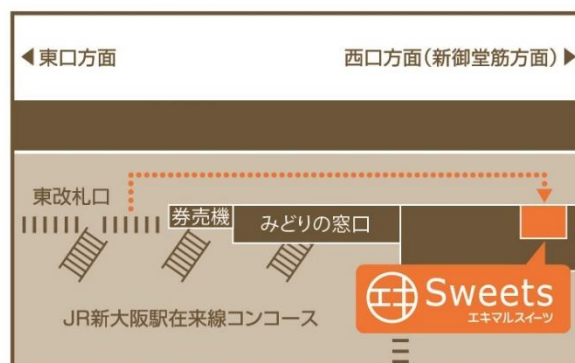 ◀東口方面
西口方面(新御堂筋方面)▶
東改札口
券売機
みどりの窓口
エキ Sweets
エキマルスイーツ
JR新大阪駅在来線コンコース